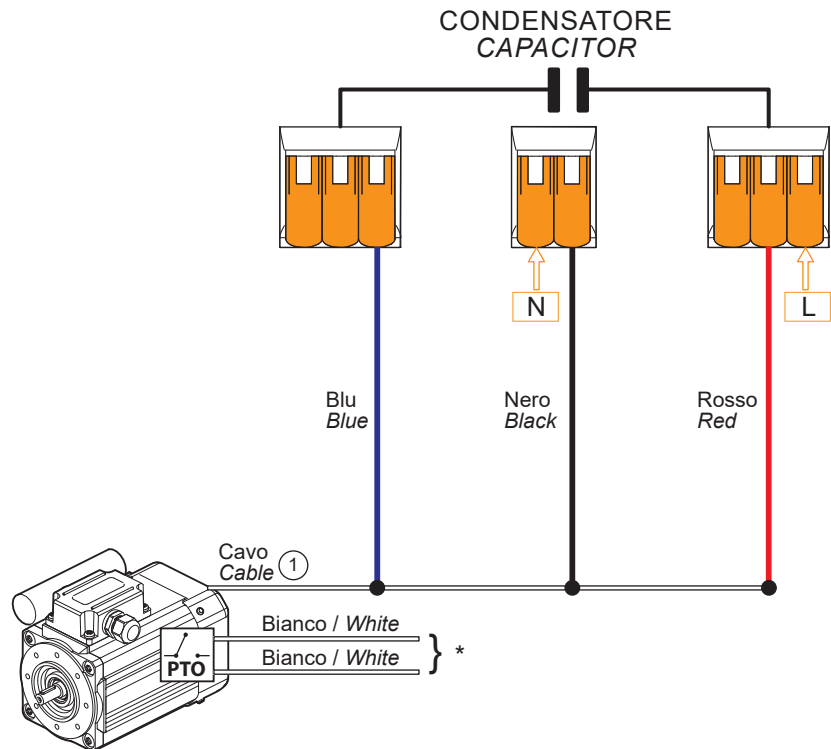 CONDENSATORE
CAPACITOR
N
L
Blu
Blue
Nero
Black
Rosso
Red
Cavo
Cable 1
Bianco / White
PTO
Bianco / White
} *